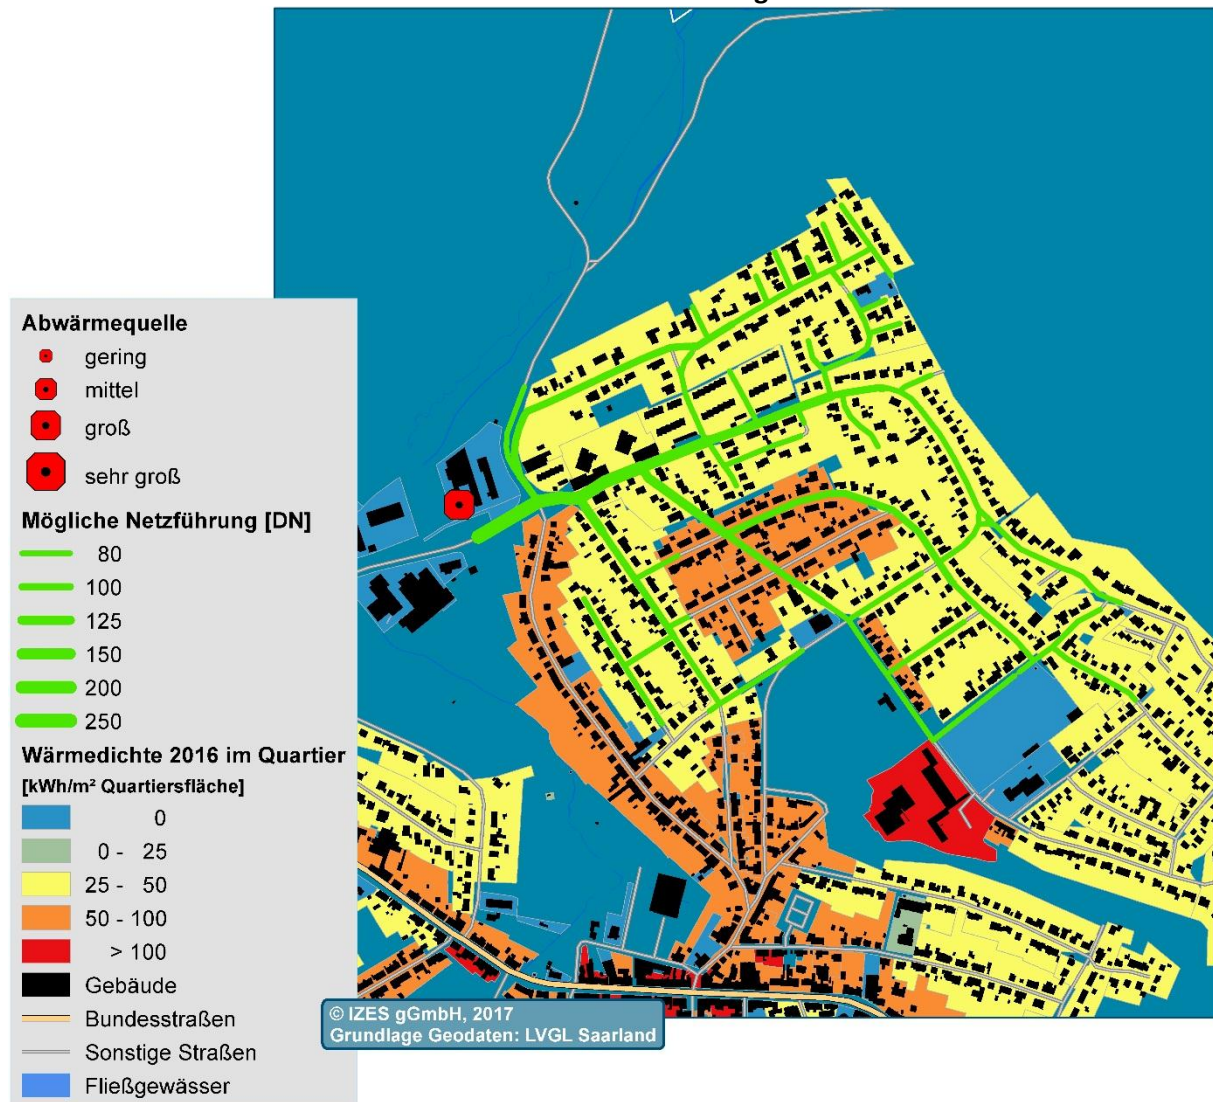 Abwärmequelle
gering
mittel
groß
sehr groß
Mögliche Netzführung [DN]
80
100
125
150
200
250
Wärmedichte 2016 im Quartier
[kWh/m² Quartiersfläche]
0
0 - 25
25 - 50
50 - 100
> 100
Gebäude
Bundesstraßen
Sonstige Straßen
Fließgewässer
© IZES gGmbH, 2017
Grundlage Geodaten: LVGL Saarland